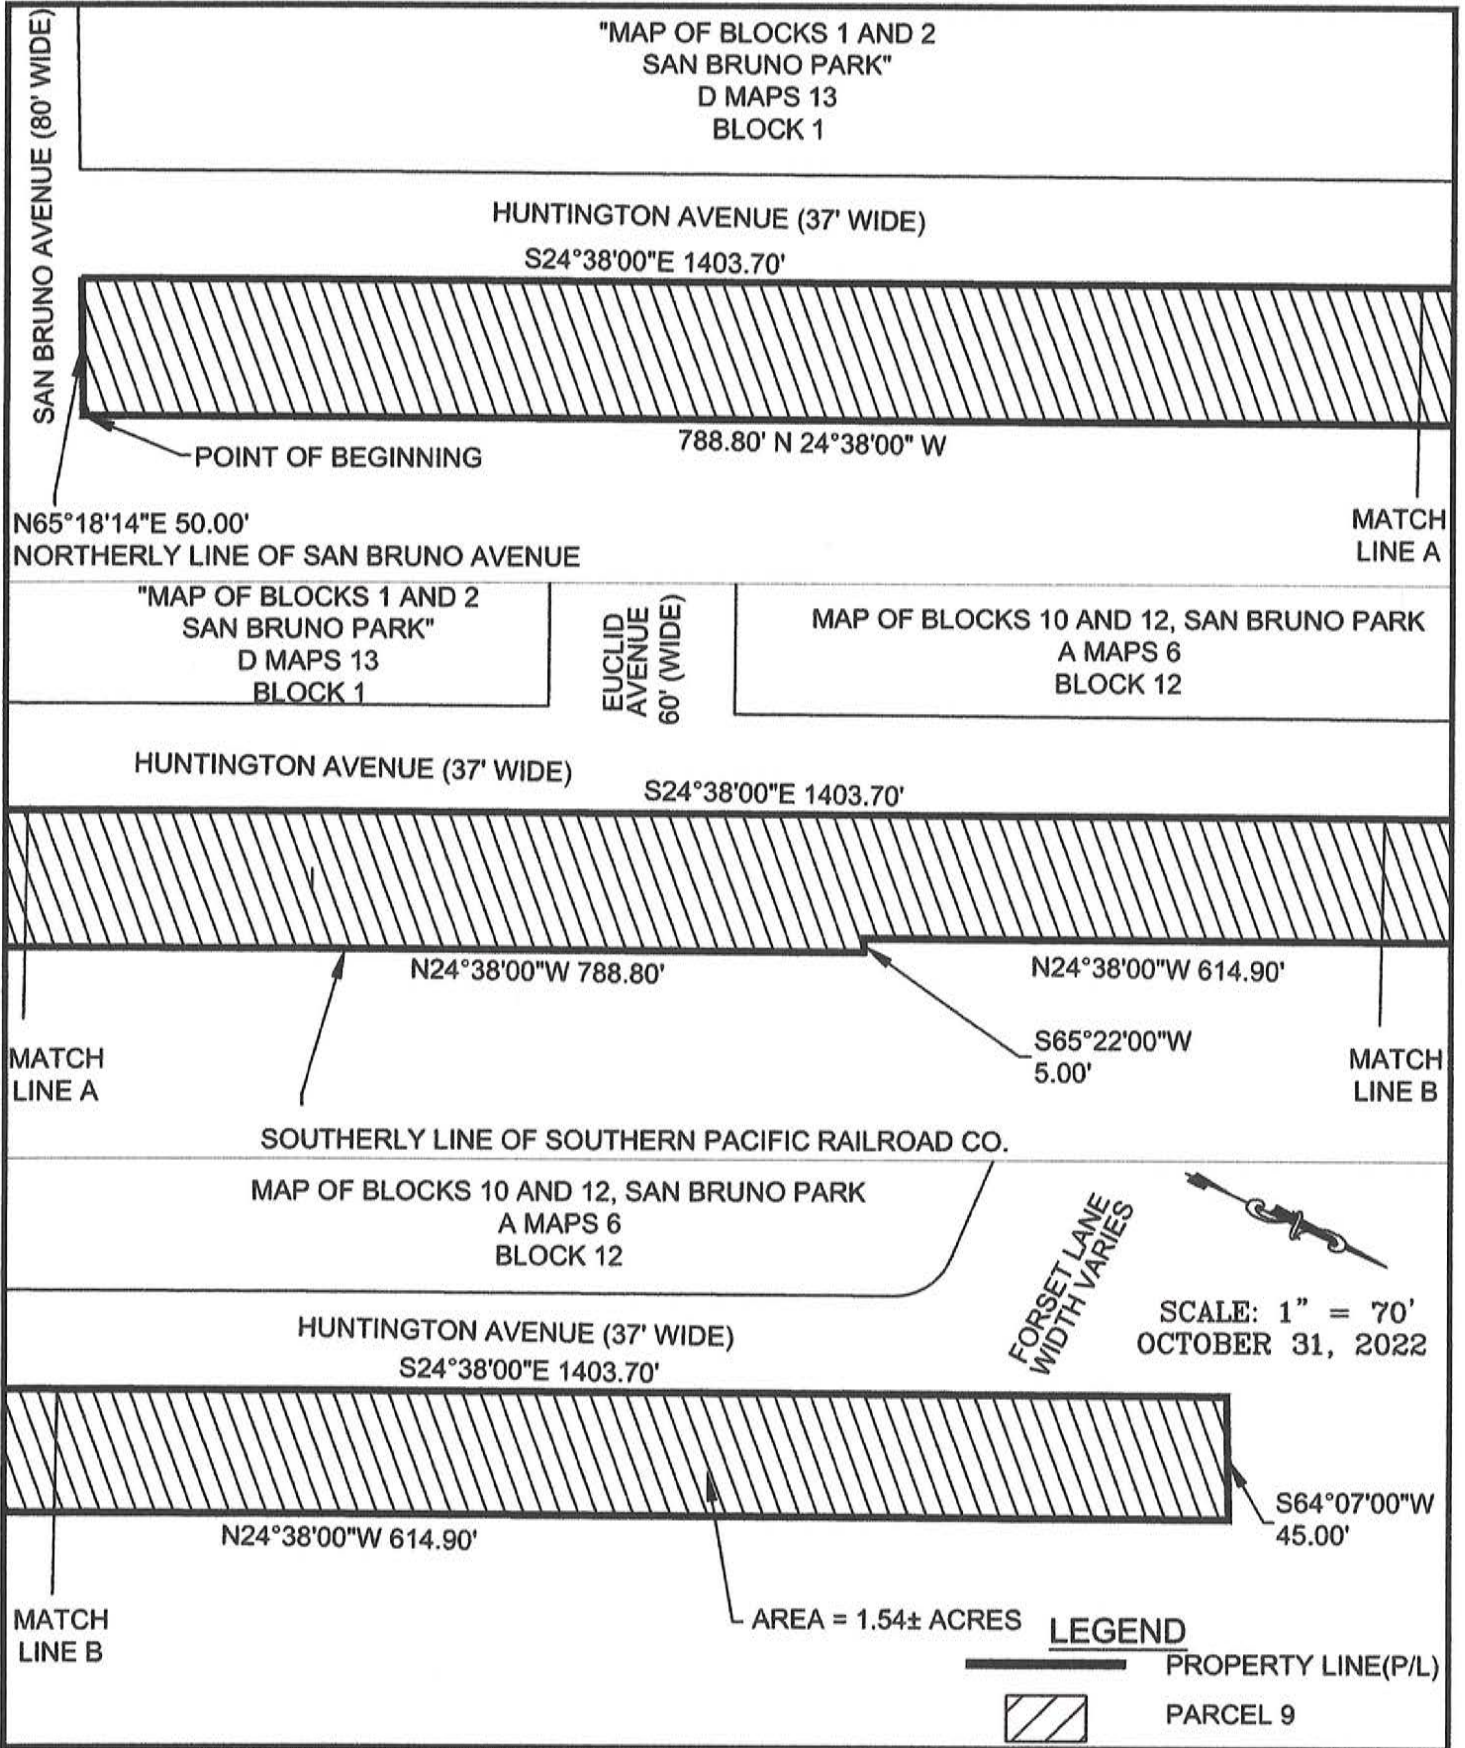 SAN BRUNO AVENUE (80' WIDE)
"MAP OF BLOCKS 1 AND 2
SAN BRUNO PARK"
D MAPS 13
BLOCK 1
HUNTINGTON AVENUE (37' WIDE)
S24°38'00"E 1403.70'
POINT OF BEGINNING
788.80' N 24°38'00" W
N65°18'14"E 50.00'
NORTHERLY LINE OF SAN BRUNO AVENUE
MATCH
LINE A
"MAP OF BLOCKS 1 AND 2
SAN BRUNO PARK"
D MAPS 13
BLOCK 1
EUCLID
AVENUE
60' (WIDE)
MAP OF BLOCKS 10 AND 12, SAN BRUNO PARK
A MAPS 6
BLOCK 12
HUNTINGTON AVENUE (37' WIDE)
S24°38'00"E 1403.70'
N24°38'00"W 788.80'
N24°38'00"W 614.90'
S65°22'00"W
5.00'
MATCH
LINE A
MATCH
LINE B
SOUTHERLY LINE OF SOUTHERN PACIFIC RAILROAD CO.
MAP OF BLOCKS 10 AND 12, SAN BRUNO PARK
A MAPS 6
BLOCK 12
FORSET LANE
WIDTH VARIES
SCALE: 1" = 70'
OCTOBER 31, 2022
HUNTINGTON AVENUE (37' WIDE)
S24°38'00"E 1403.70'
S64°07'00"W
45.00'
N24°38'00"W 614.90'
MATCH
LINE B
AREA = 1.54± ACRES
LEGEND
PROPERTY LINE(P/L)
PARCEL 9